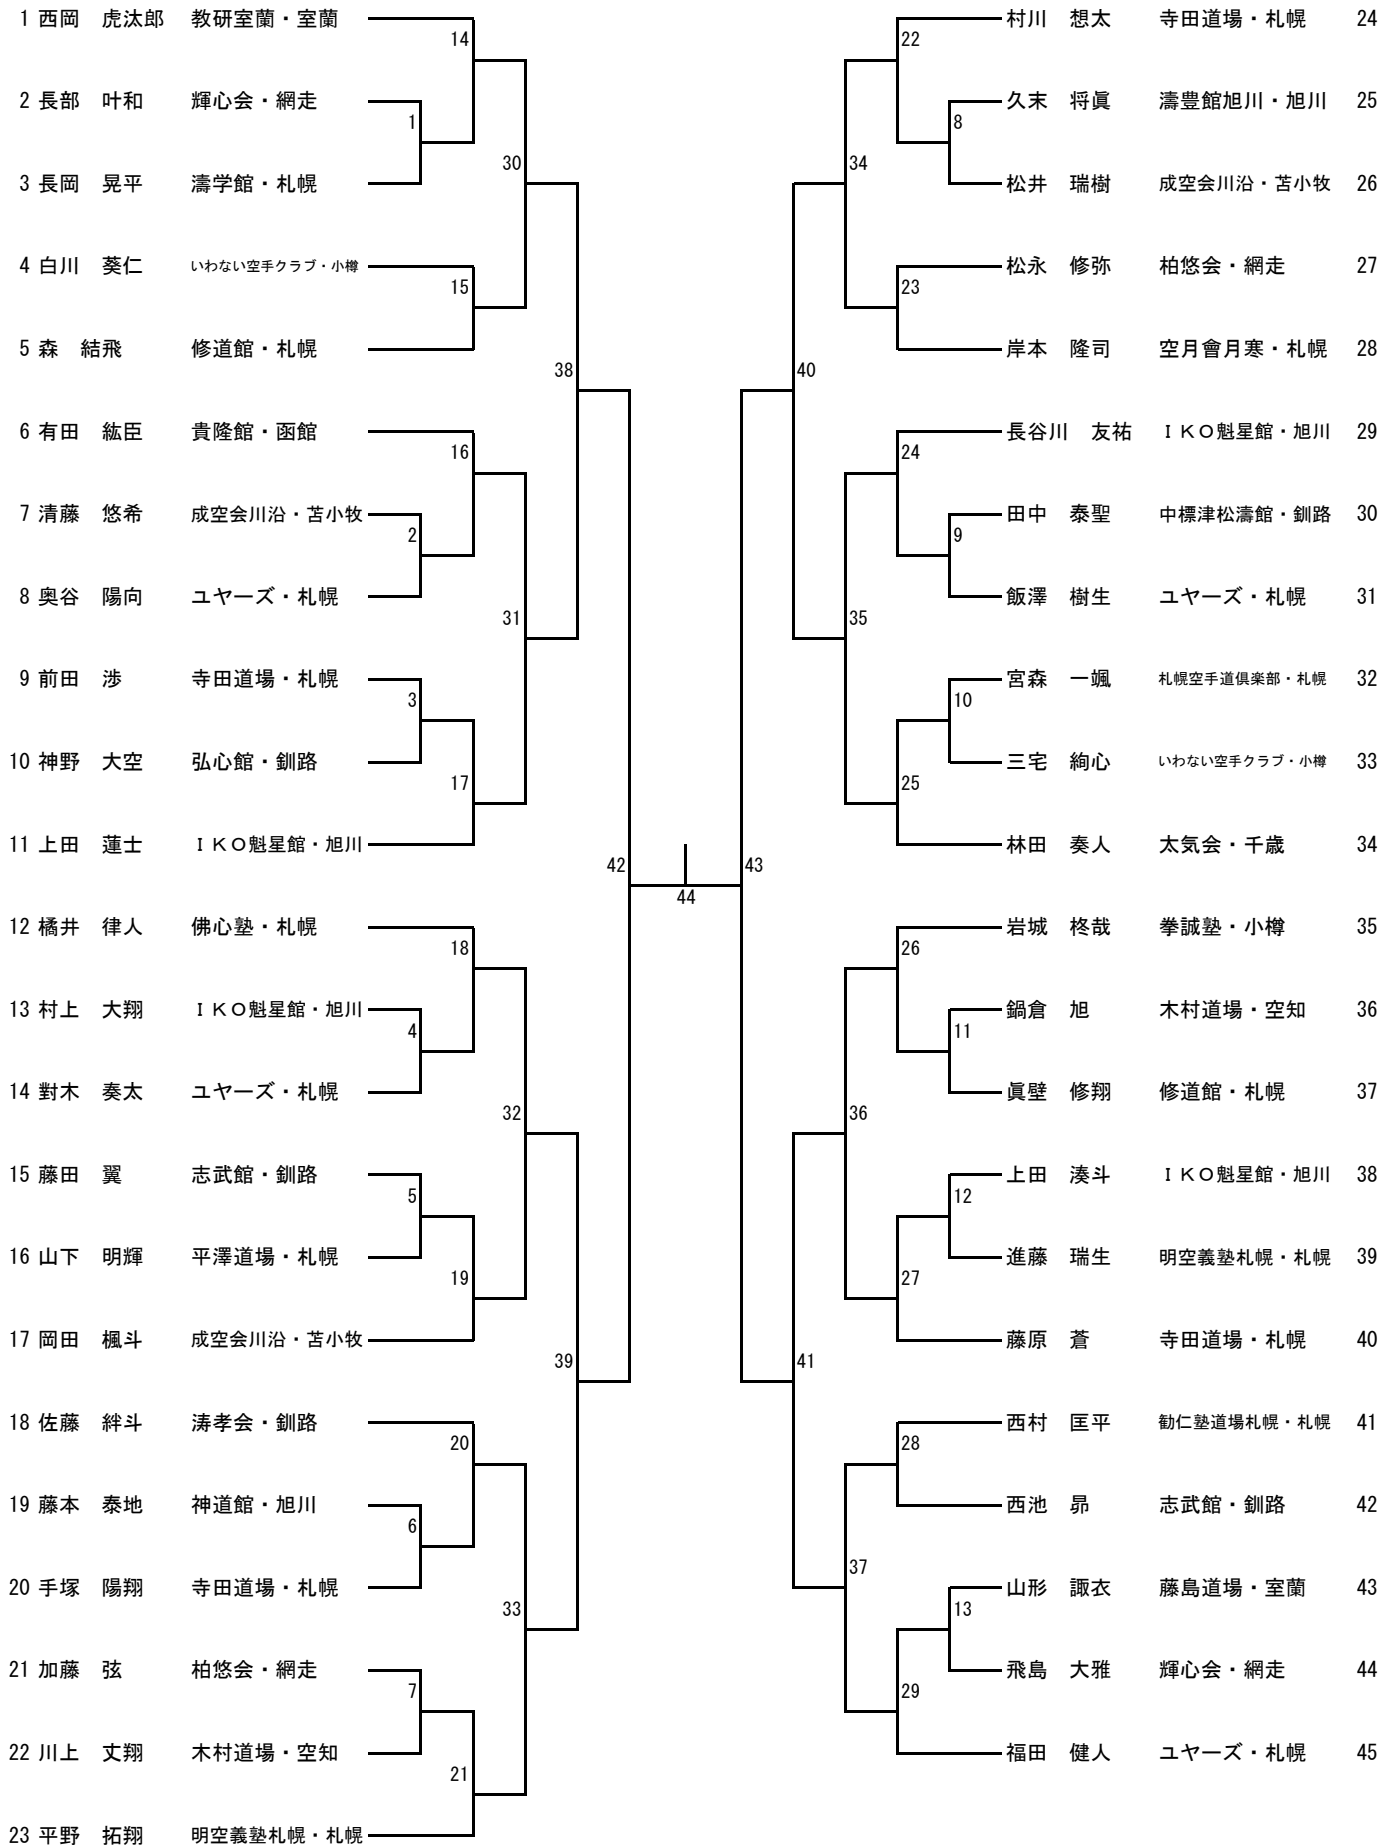 1 西岡　虎汰郎　教研室蘭・室蘭
14
2 長部　叶和　輝心会・網走
1
3 長岡　晃平　濤学館・札幌
30
4 白川　葵仁　いわない空手クラブ・小樽
15
5 森　結飛　修道館・札幌
38
6 有田　紘臣　貴隆館・函館
16
7 清藤　悠希　成空会川沿・苫小牧
2
8 奥谷　陽向　ユヤーズ・札幌
31
9 前田　渉　寺田道場・札幌
3
10 神野　大空　弘心館・釧路
17
11 上田　蓮士　ＩＫＯ魁星館・旭川
42
12 橘井　律人　佛心塾・札幌
18
13 村上　大翔　ＩＫＯ魁星館・旭川
4
14 對木　奏太　ユヤーズ・札幌
32
15 藤田　翼　志武館・釧路
5
16 山下　明輝　平澤道場・札幌
19
17 岡田　楓斗　成空会川沿・苫小牧
39
18 佐藤　絆斗　涛孝会・釧路
20
19 藤本　泰地　神道館・旭川
6
20 手塚　陽翔　寺田道場・札幌
33
21 加藤　弦　柏悠会・網走
7
22 川上　丈翔　木村道場・空知
21
23 平野　拓翔　明空義塾札幌・札幌
44
村川　想太　寺田道場・札幌　24
22
久末　将眞　濤豊館旭川・旭川　25
8
34
松井　瑞樹　成空会川沿・苫小牧　26
松永　修弥　柏悠会・網走　27
23
岸本　隆司　空月會月寒・札幌　28
40
長谷川　友祐　ＩＫＯ魁星館・旭川　29
24
田中　泰聖　中標津松濤館・釧路　30
9
飯澤　樹生　ユヤーズ・札幌　31
35
宮森　一颯　札幌空手道倶楽部・札幌　32
10
三宅　絢心　いわない空手クラブ・小樽　33
25
林田　奏人　太気会・千歳　34
43
岩城　柊哉　拳誠塾・小樽　35
26
鍋倉　旭　木村道場・空知　36
11
眞壁　修翔　修道館・札幌　37
36
上田　湊斗　ＩＫＯ魁星館・旭川　38
12
進藤　瑞生　明空義塾札幌・札幌　39
27
藤原　蒼　寺田道場・札幌　40
41
西村　匡平　勧仁塾道場札幌・札幌　41
28
西池　昴　志武館・釧路　42
37
山形　諏衣　藤島道場・室蘭　43
13
飛島　大雅　輝心会・網走　44
29
福田　健人　ユヤーズ・札幌　45